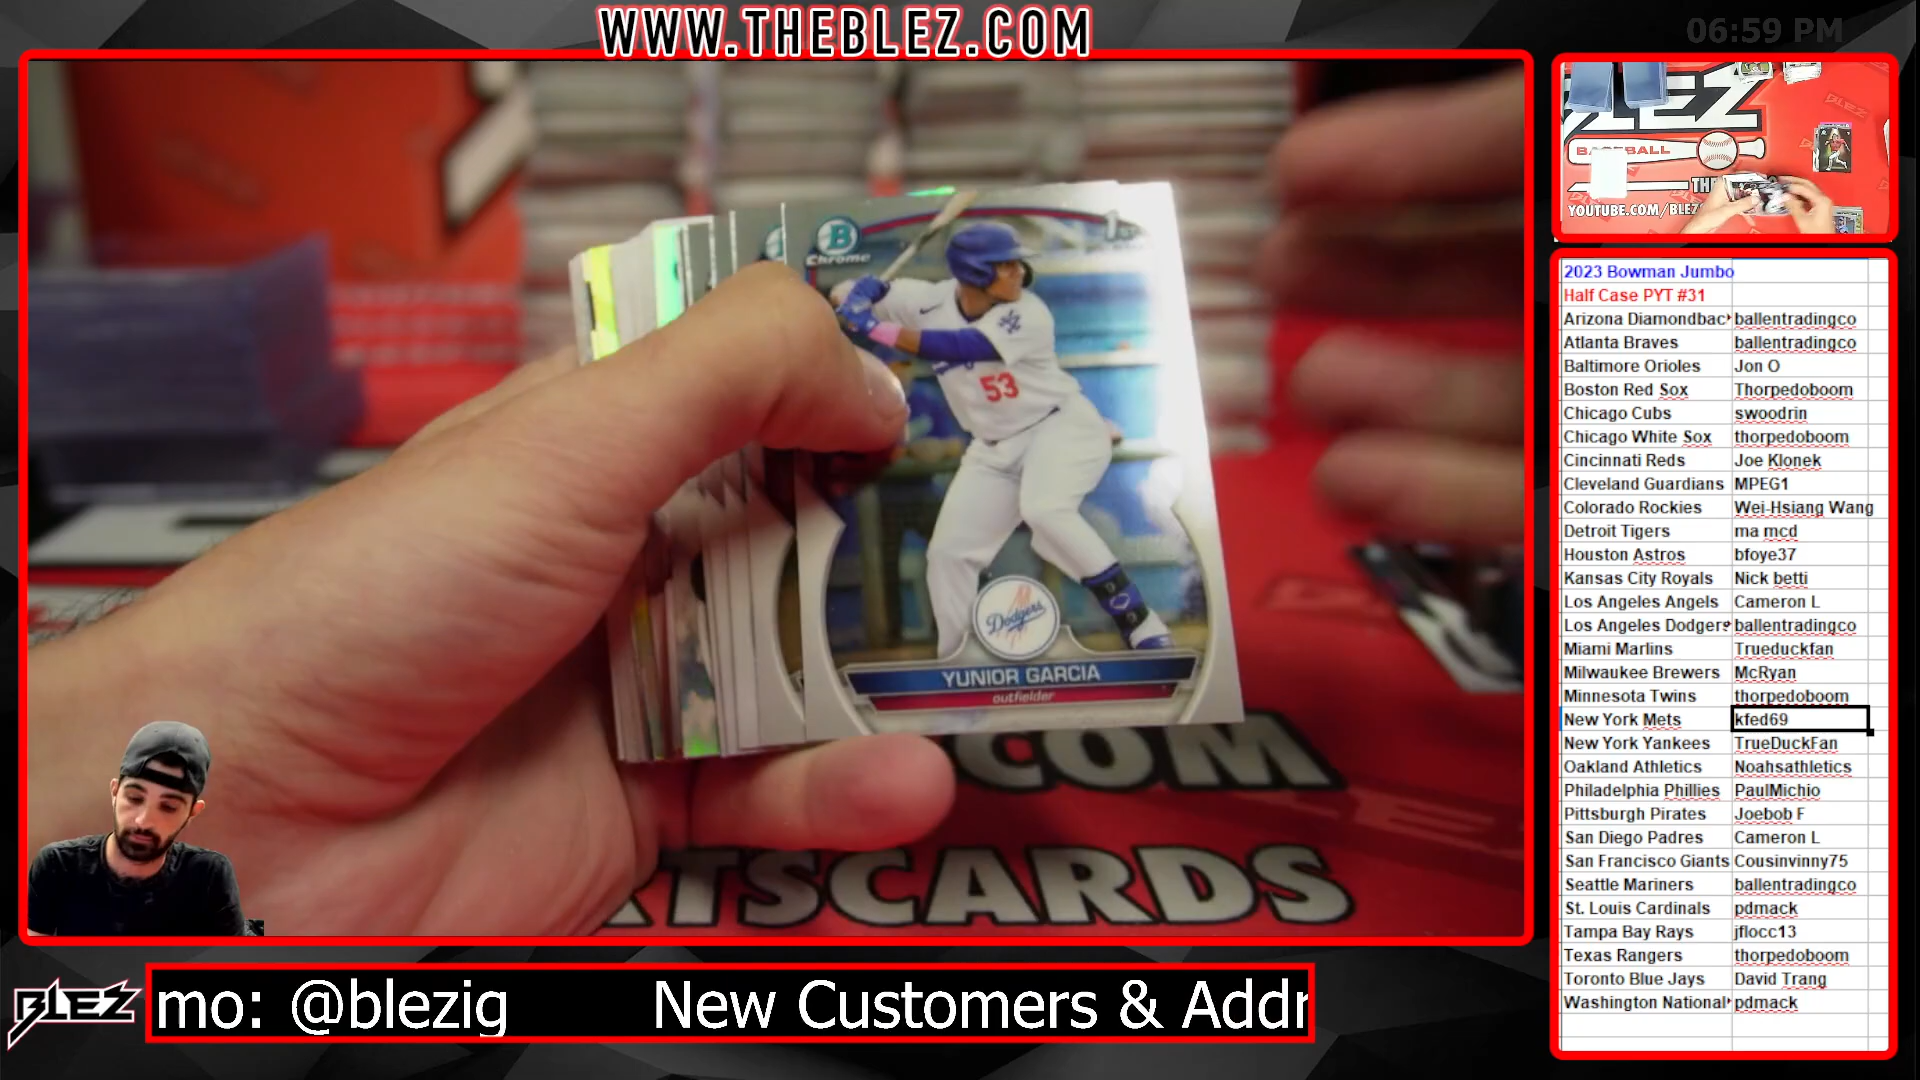 WWW.THEBLEZ.COM
06:59 PM
B
Chrome
1st
53
Dodgers
YUNIOR GARCIA
outfielder
COM
RTSCARDS
BLEZ
BASEBALL
THE
YOUTUBE.COM/BLEZ
2023 Bowman Jumbo
Half Case PYT #31
Arizona Diamondbac ballentradingco
Atlanta Braves ballentradingco
Baltimore Orioles Jon O
Boston Red Sox Thorpedoboom
Chicago Cubs swoodrin
Chicago White Sox thorpedoboom
Cincinnati Reds Joe Klonek
Cleveland Guardians MPEG1
Colorado Rockies Wei-Hsiang Wang
Detroit Tigers ma mcd
Houston Astros bfoye37
Kansas City Royals Nick betti
Los Angeles Angels Cameron L
Los Angeles Dodgers ballentradingco
Miami Marlins Trueduckfan
Milwaukee Brewers McRyan
Minnesota Twins thorpedoboom
New York Mets kfed69
New York Yankees TrueDuckFan
Oakland Athletics Noahsathletics
Philadelphia Phillies PaulMichio
Pittsburgh Pirates Joebob F
San Diego Padres Cameron L
San Francisco Giants Cousinvinny75
Seattle Mariners ballentradingco
St. Louis Cardinals pdmack
Tampa Bay Rays jflocc13
Texas Rangers thorpedoboom
Toronto Blue Jays David Trang
Washington National pdmack
BLEZ
mo: @blezig New Customers & Addr